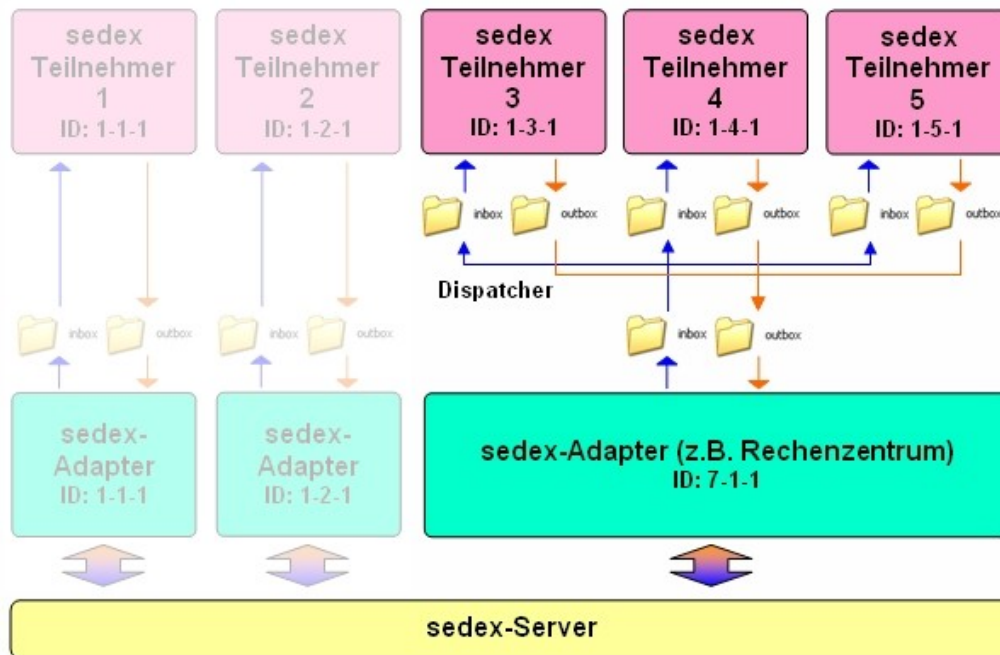 sedex
Teilnehmer
1
ID: 1-1-1
sedex
Teilnehmer
2
ID: 1-2-1
sedex
Teilnehmer
3
ID: 1-3-1
sedex
Teilnehmer
4
ID: 1-4-1
sedex
Teilnehmer
5
ID: 1-5-1
inbox
outbox
inbox
outbox
inbox
outbox
Dispatcher
inbox
outbox
inbox
outbox
inbox
outbox
sedex-
Adapter
ID: 1-1-1
sedex-
Adapter
ID: 1-2-1
sedex-Adapter (z.B. Rechenzentrum)
ID: 7-1-1
sedex-Server